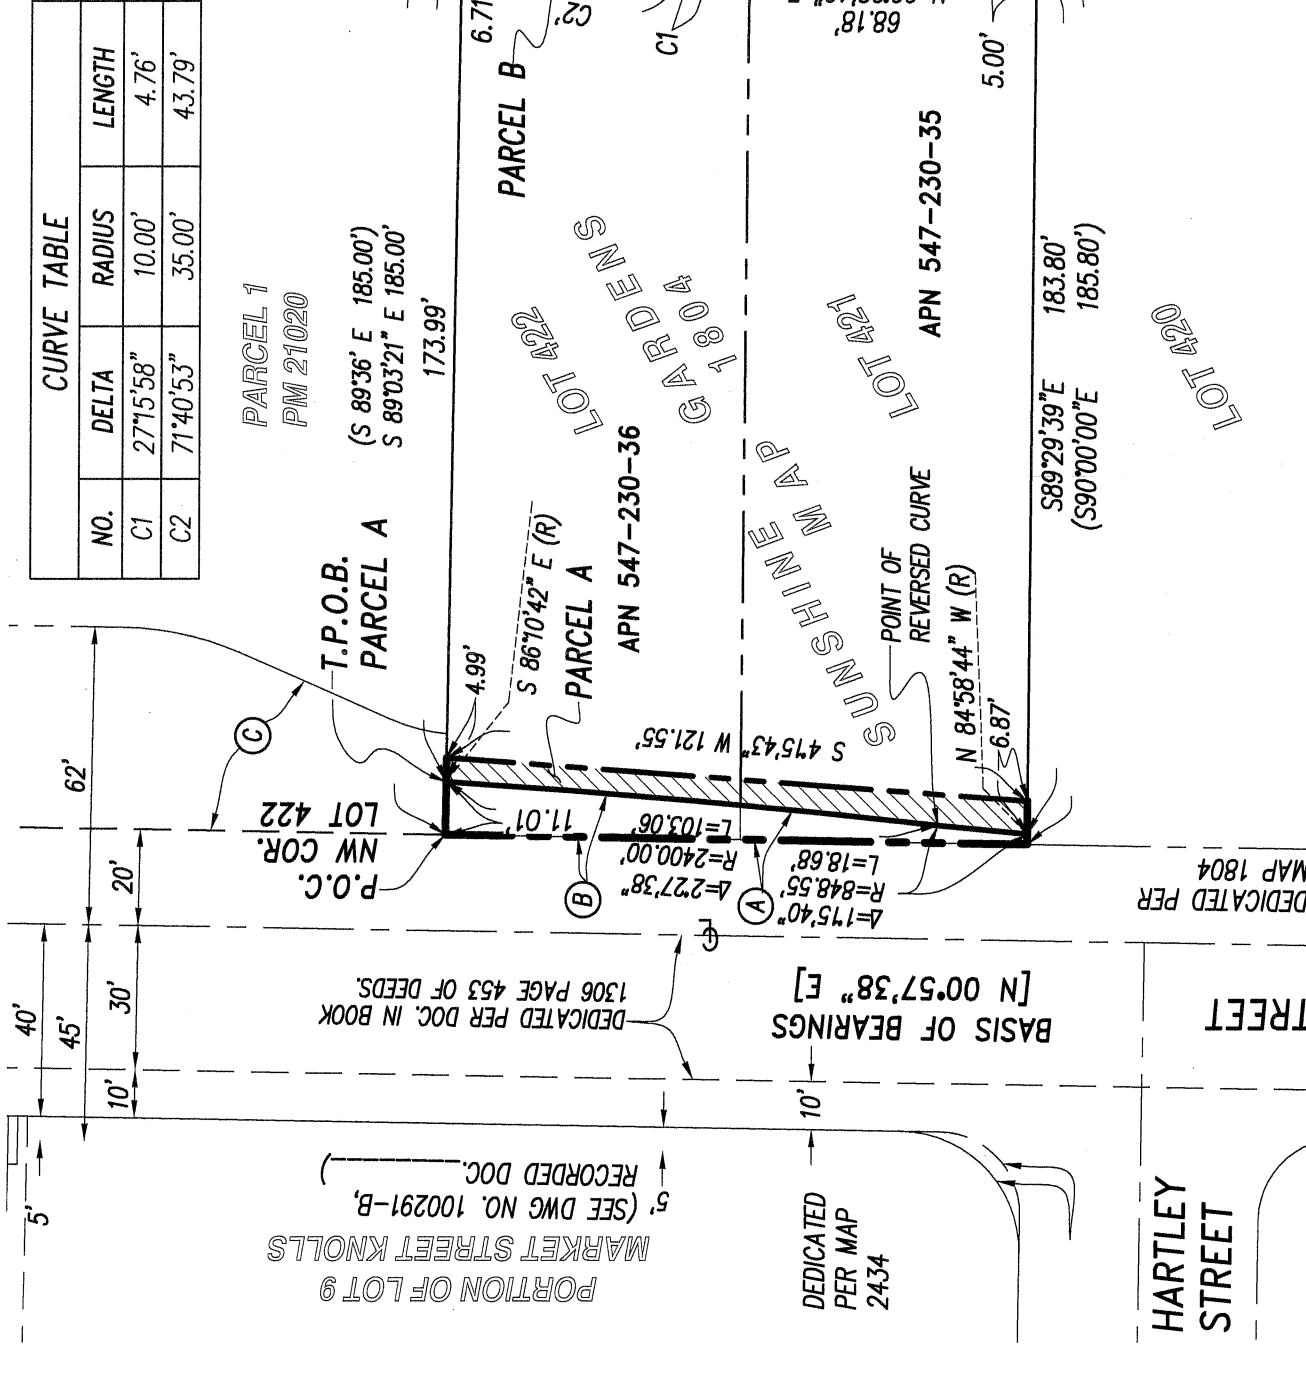 CURVE TABLE
NO. DELTA RADIUS LENGTH
C1 27°15'58" 10.00' 4.76'
C2 71°40'53" 35.00' 43.79'
PARCEL 1
PM 21020
(S 89°36' E 185.00')
S 89°03'21" E 185.00'
173.99'
6.71
C2'
C1
68.18'
5.00'
PARCEL B
T.P.O.B.
PARCEL A
4.99'
S 86°10'42" E (R)
PARCEL A
APN 547-230-36
LOT 422
SUNSHINE GARDENS
MAP 1804
LOT 421
APN 547-230-35
POINT OF
REVERSED CURVE
N 84°58'44" W (R)
6.87'
S89°29'39"E 183.80'
(S90°00'00"E 185.80')
LOT 420
S 4°15'43" W 121.55'
62'
C
NW COR.
LOT 422
P.O.C.
11.01'
B
Δ=2°27'38"
R=2400.00'
L=103.06'
A
Δ=1°15'40"
R=848.55'
L=18.68'
DEDICATED PER
MAP 1804
20'
30'
40'
45'
10'
DEDICATED PER DOC. IN BOOK
1306 PAGE 453 OF DEEDS.
BASIS OF BEARINGS
[N 00°57'38" E]
TREET
10'
5'
5' (SEE DWG NO. 100291-B,
RECORDED DOC.________)
PORTION OF LOT 9
MARKET STREET KNOLLS
DEDICATED
PER MAP
2434
HARTLEY
STREET